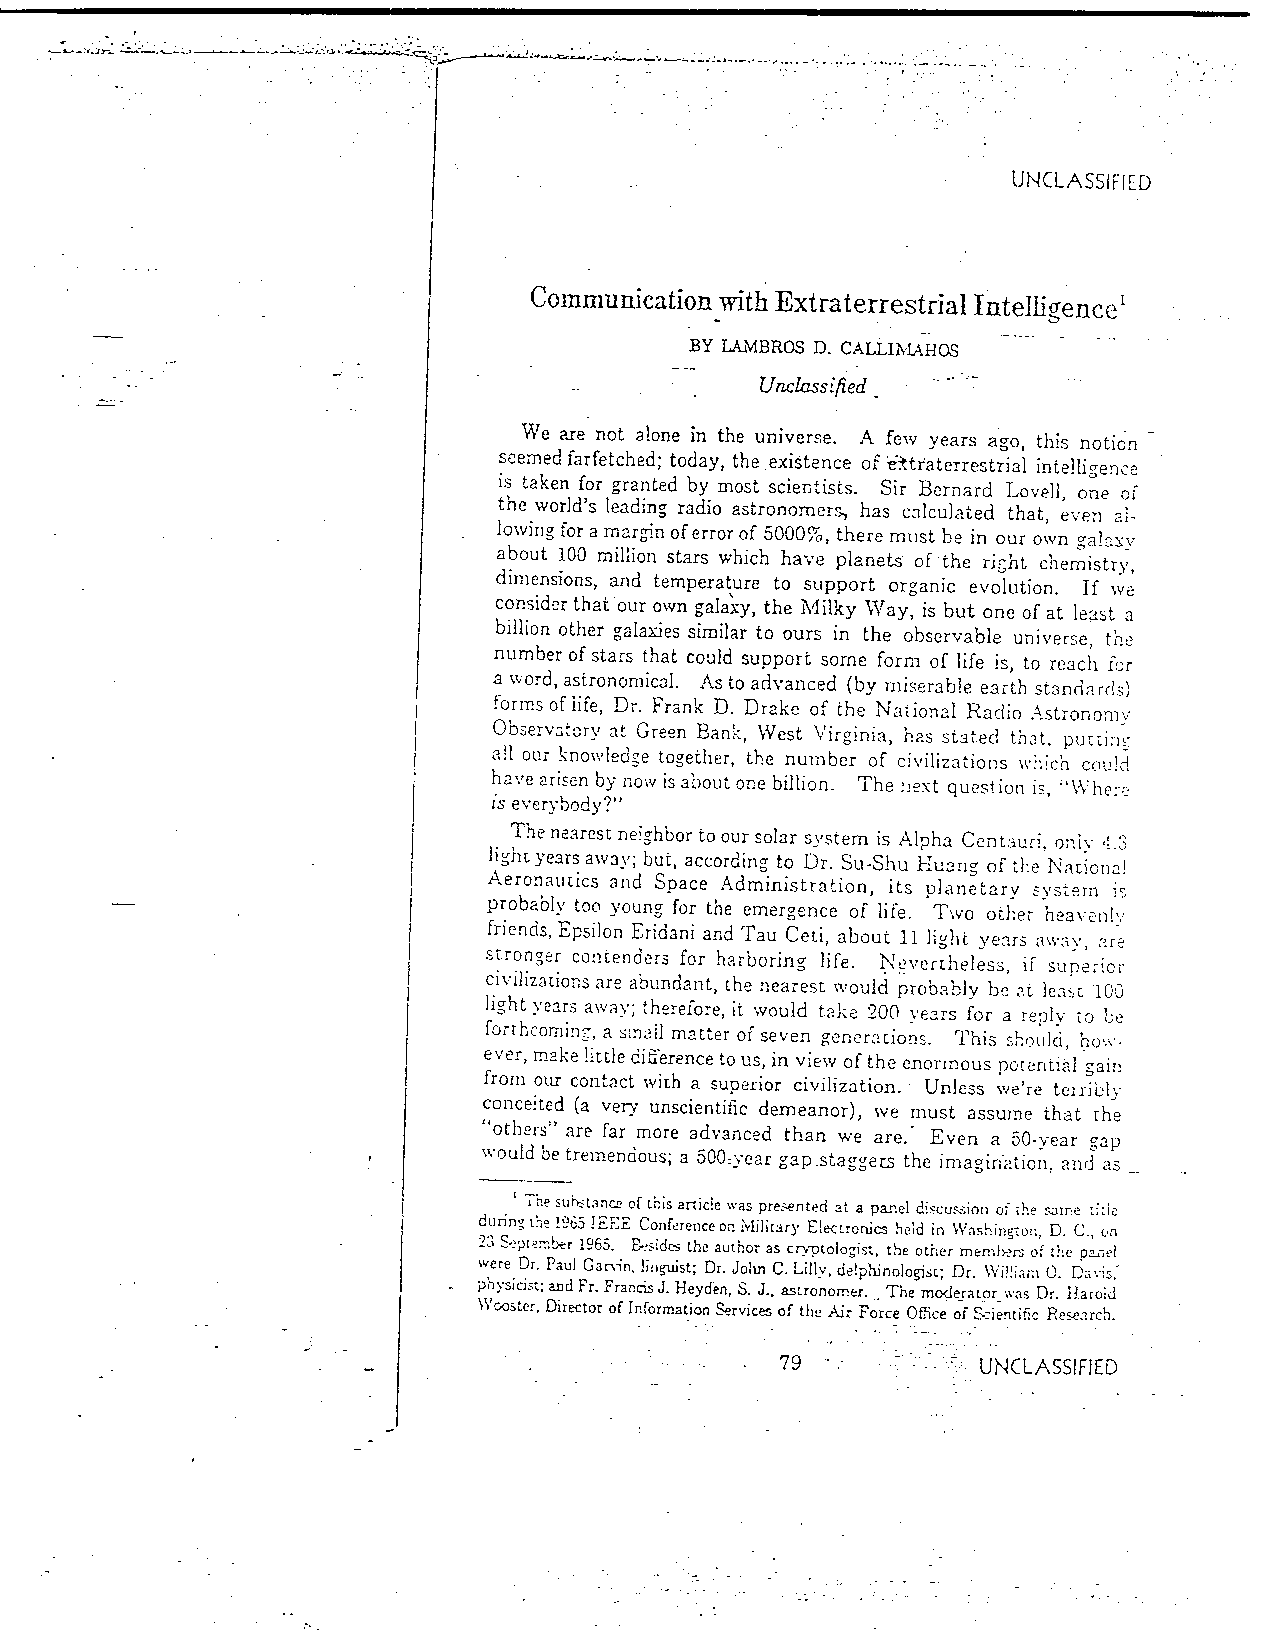 UNCLASSIFIED
Communication with Extraterrestrial Intelligence¹
BY LAMBROS D. CALLIMAHOS
Unclassified
We are not alone in the universe. A few years ago, this notion
seemed farfetched; today, the existence of extraterrestrial intelligence
is taken for granted by most scientists. Sir Bernard Lovell, one of
the world's leading radio astronomers, has calculated that, even al-
lowing for a margin of error of 5000%, there must be in our own galaxy
about 100 million stars which have planets of the right chemistry,
dimensions, and temperature to support organic evolution. If we
consider that our own galaxy, the Milky Way, is but one of at least a
billion other galaxies similar to ours in the observable universe, the
number of stars that could support some form of life is, to reach for
a word, astronomical. As to advanced (by miserable earth standards)
forms of life, Dr. Frank D. Drake of the National Radio Astronomy
Observatory at Green Bank, West Virginia, has stated that, putting
all our knowledge together, the number of civilizations which could
have arisen by now is about one billion. The next question is, "Where
is everybody?"
The nearest neighbor to our solar system is Alpha Centauri, only 4.3
light years away; but, according to Dr. Su-Shu Huang of the National
Aeronautics and Space Administration, its planetary system is
probably too young for the emergence of life. Two other heavenly
friends, Epsilon Eridani and Tau Ceti, about 11 light years away, are
stronger contenders for harboring life. Nevertheless, if superior
civilizations are abundant, the nearest would probably be at least 100
light years away; therefore, it would take 200 years for a reply to be
forthcoming, a small matter of seven generations. This should, how-
ever, make little difference to us, in view of the enormous potential gain
from our contact with a superior civilization. Unless we're terribly
conceited (a very unscientific demeanor), we must assume that the
"others" are far more advanced than we are. Even a 50-year gap
would be tremendous; a 500-year gap staggers the imagination, and as
¹ The substance of this article was presented at a panel discussion of the same title
during the 1965 IEEE Conference on Military Electronics held in Washington, D. C., on
23 September 1965. Besides the author as cryptologist, the other members of the panel
were Dr. Paul Garvin, linguist; Dr. John C. Lilly, delphinologist; Dr. William O. Davis,
physicist; and Fr. Francis J. Heyden, S. J., astronomer. The moderator was Dr. Harold
Wooster, Director of Information Services of the Air Force Office of Scientific Research.
79
UNCLASSIFIED